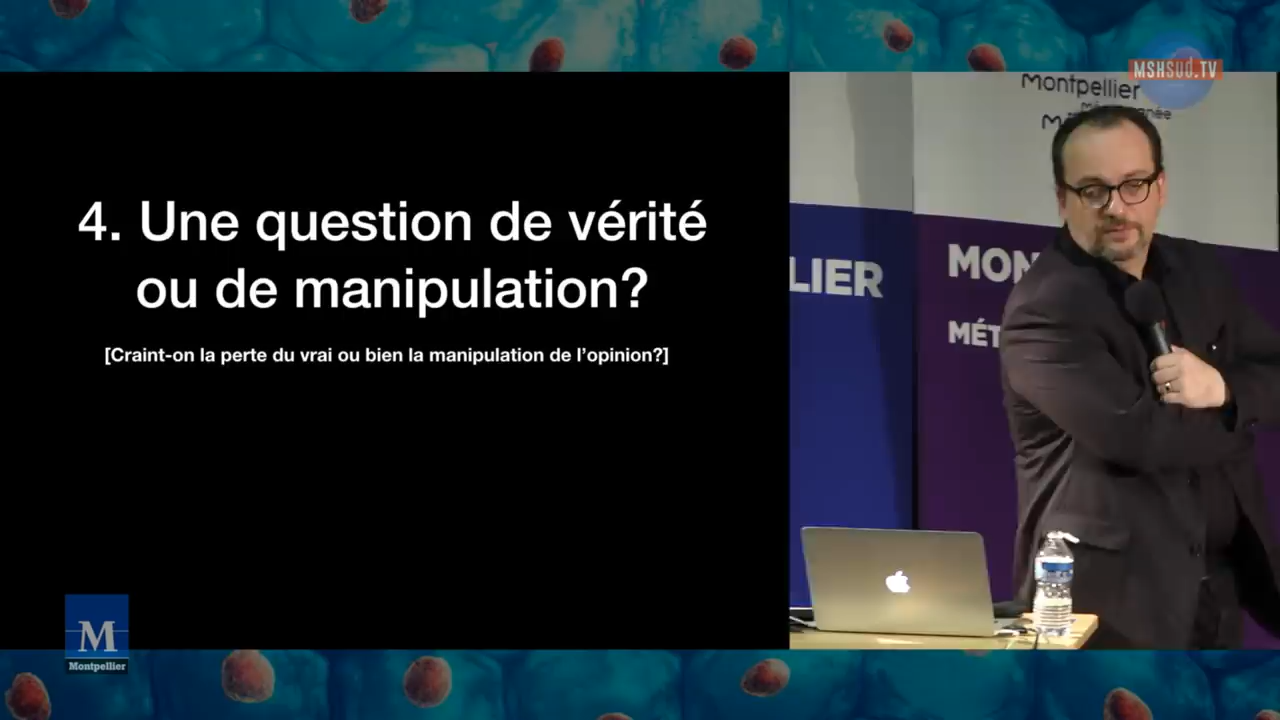 MSHSUD.TV
Montpellier
4. Une question de vérité
ou de manipulation?
[Craint-on la perte du vrai ou bien la manipulation de l'opinion?]
LIER
MON
MÉT
M
Montpellier